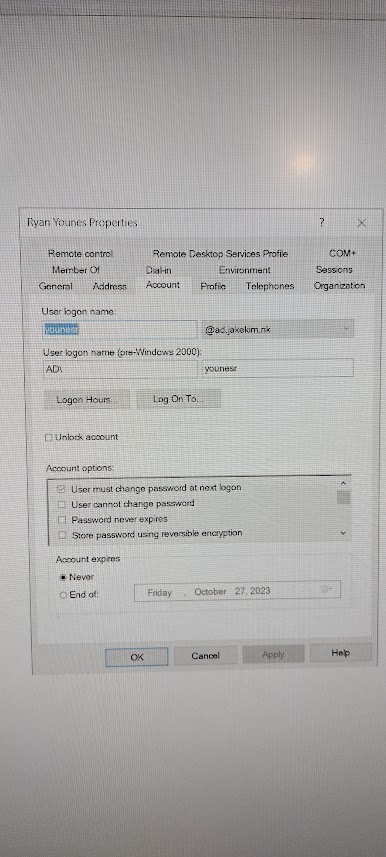 Ryan Younes Properties ?
Remote control Remote Desktop Services Profile COM+
Member Of Dial-in Environment Sessions
General Address Account Profile Telephones Organization
User logon name:
younesr @ad.jakekim.nk
User logon name (pre-Windows 2000):
AD\ younesr
Logon Hours... Log On To...
Unlock account
Account options:
User must change password at next logon
User cannot change password
Password never expires
Store password using reversible encryption
Account expires
Never
End of: Friday , October 27, 2023
OK Cancel Apply Help